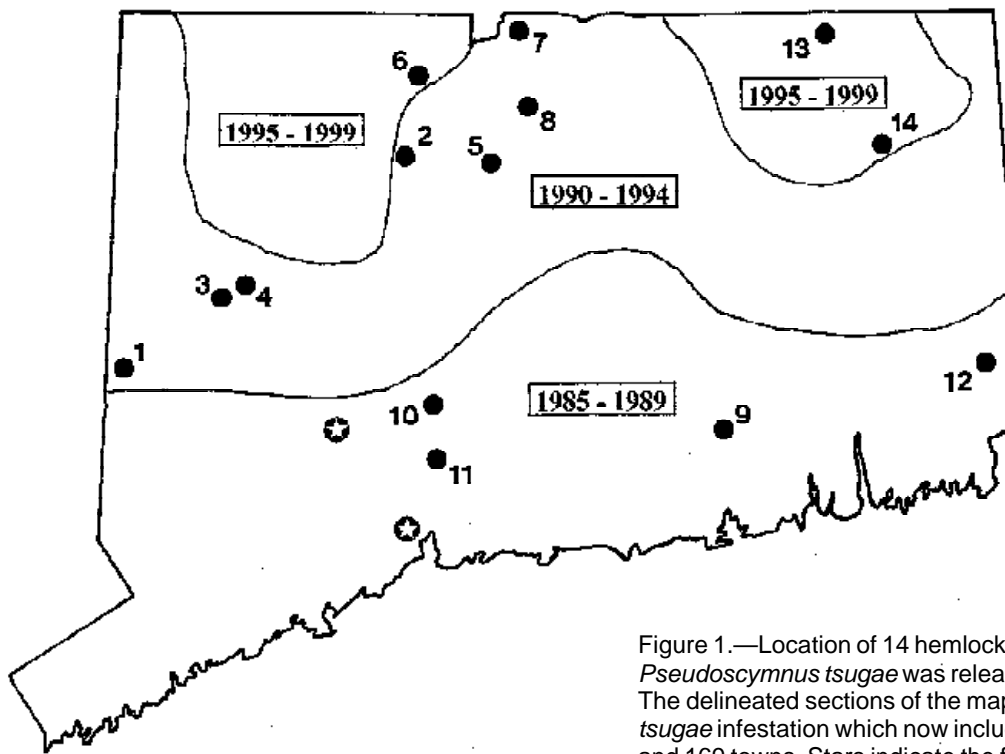 7
13
6
1995 - 1999
8
1995 - 1999
14
2
5
1990 - 1994
3
4
1
12
1985 - 1989
10
9
11
Figure 1.—Location of 14 hemlock
Pseudoscymnus tsugae was relea
The delineated sections of the map
tsugae infestation which now inclu
and 169 towns. Stars indicate the